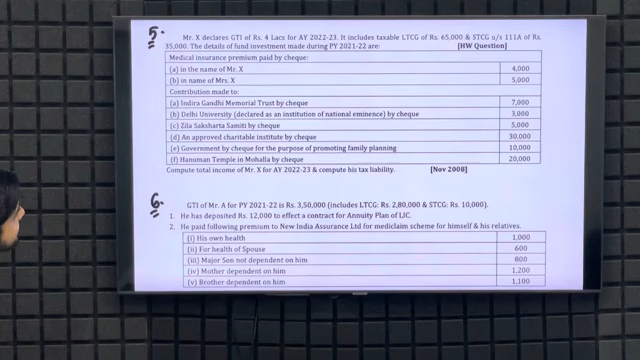 5.
Mr. X declares GTI of Rs. 4 Lacs for AY 2022-23. It includes taxable LTCG of Rs. 65,000 & STCG u/s 111A of Rs.
35,000. The details of fund investment made during PY 2021-22 are: [HW Question]
Medical insurance premium paid by cheque:
(a) in the name of Mr. X 4,000
(b) in name of Mrs. X 5,000
Contribution made to:
(a) Indira Gandhi Memorial Trust by cheque 7,000
(b) Delhi University (declared as an institution of national eminence) by cheque 3,000
(c) Zila Saksharta Samiti by cheque 5,000
(d) An approved charitable institute by cheque 30,000
(e) Government by cheque for the purpose of promoting family planning 10,000
(f) Hanuman Temple in Mohalla by cheque 20,000
Compute total income of Mr. X for AY 2022-23 & compute his tax liability. [Nov 2008]
6.
GTI of Mr. A for PY 2021-22 is Rs. 3,50,000 (includes LTCG: Rs. 2,80,000 & STCG: Rs. 10,000).
1. He has deposited Rs. 12,000 to effect a contract for Annuity Plan of LIC.
2. He paid following premium to New India Assurance Ltd for mediclaim scheme for himself & his relatives.
(i) His own health 1,000
(ii) For health of Spouse 600
(iii) Major Son not dependent on him 800
(iv) Mother dependent on him 1,200
(v) Brother dependent on him 1,100